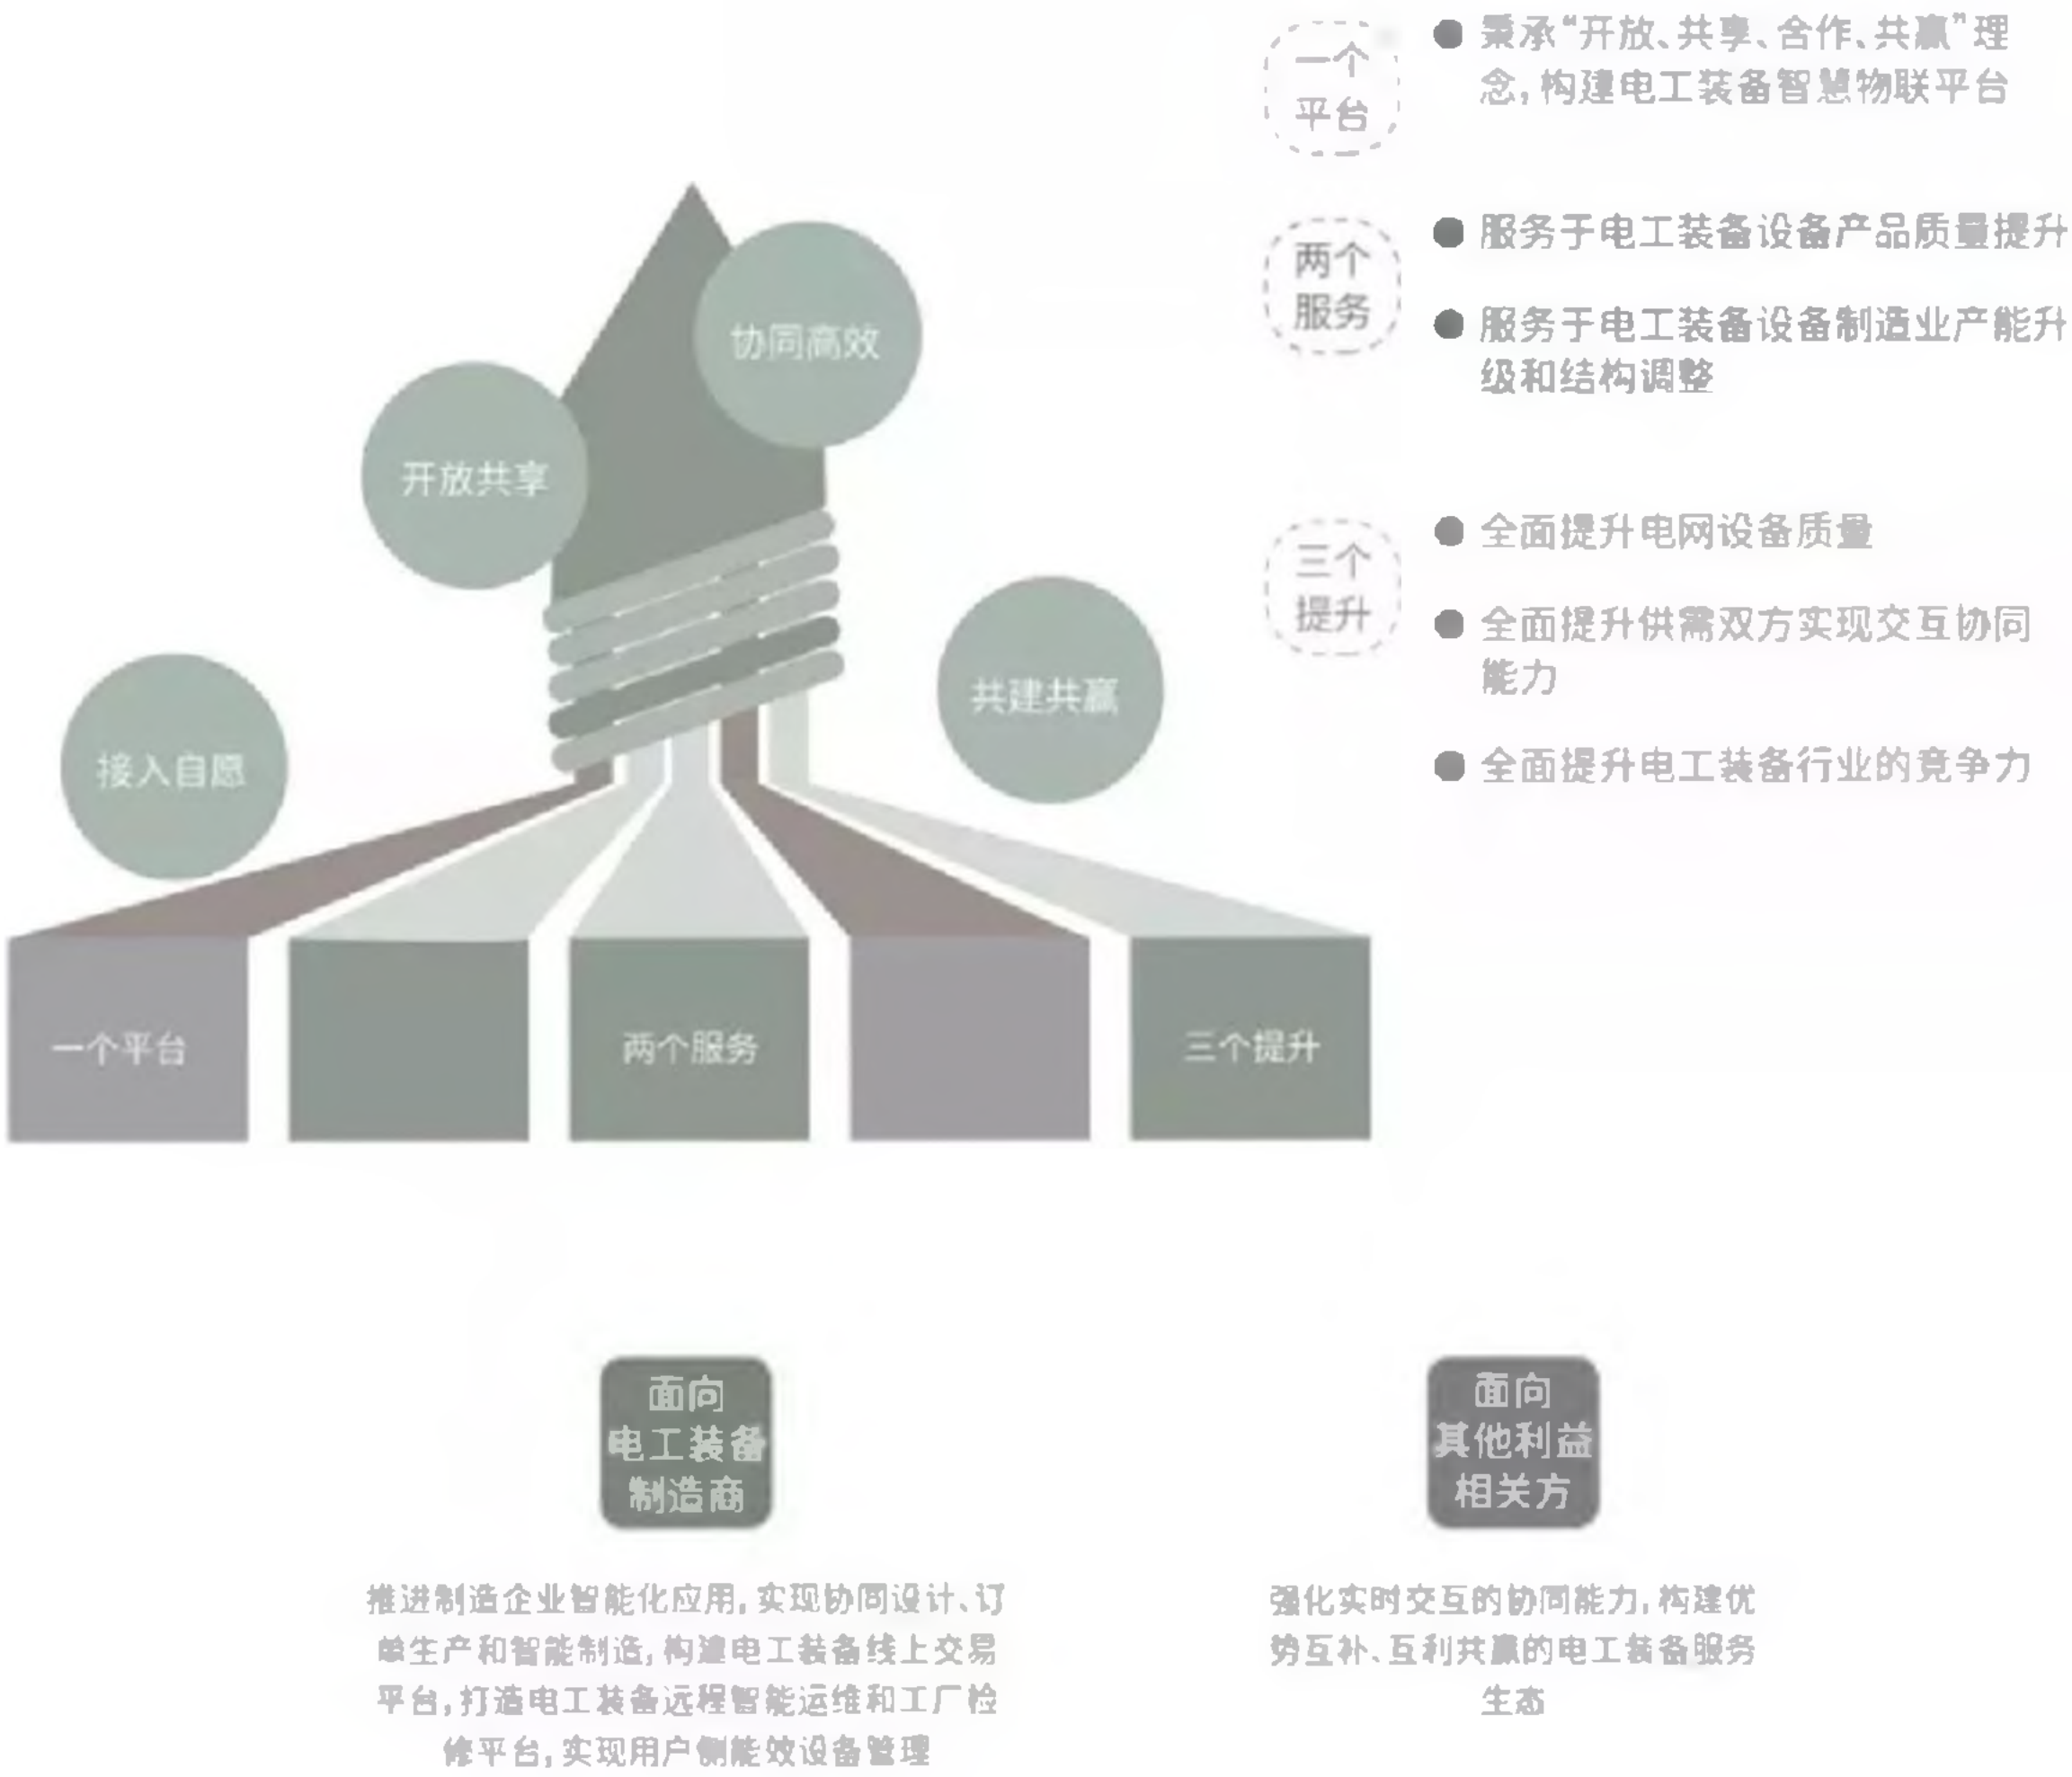 一个
平台
秉承“开放、共享、合作、共赢”理
念,构建电工装备智慧物联平台
两个
服务
服务于电工装备设备产品质量提升
服务于电工装备设备制造业产能升
级和结构调整
三个
提升
全面提升电网设备质量
全面提升供需双方实现交互协同
能力
全面提升电工装备行业的竞争力
协同高效
开放共享
共建共赢
接入自愿
一个平台
两个服务
三个提升
面向
电工装备
制造商
推进制造企业智能化应用,实现协同设计、订
单生产和智能制造,构建电工装备线上交易
平台,打造电工装备远程智能运维和工厂检
修平台,实现用户侧能效设备管理
面向
其他利益
相关方
强化实时交互的协同能力,构建优
势互补、互利共赢的电工装备服务
生态